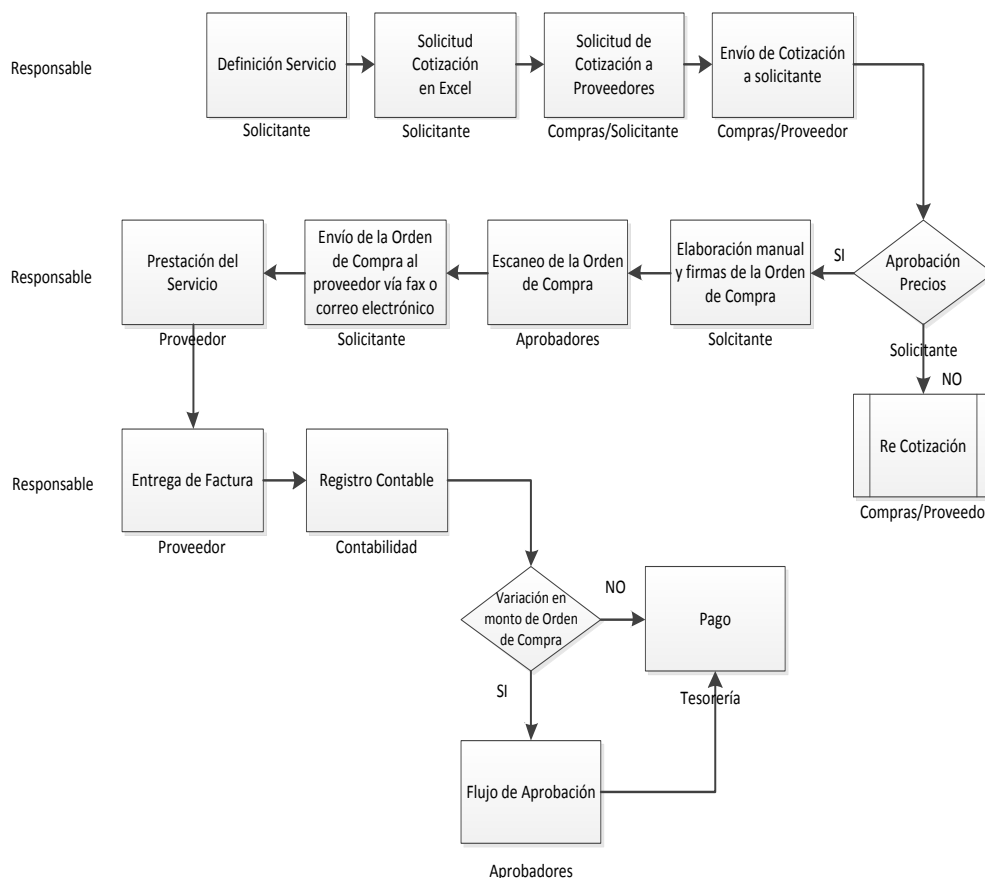 Responsable
Definición Servicio
Solicitante
Solicitud
Cotización
en Excel
Solicitante
Solicitud de
Cotización a
Proveedores
Compras/Solicitante
Envío de Cotización
a solicitante
Compras/Proveedor
Responsable
Prestación del
Servicio
Proveedor
Envío de la Orden
de Compra al
proveedor vía fax o
correo electrónico
Solicitante
Escaneo de la Orden
de Compra
Aprobadores
Elaboración manual
y firmas de la Orden
de Compra
Solcitante
SI
Aprobación
Precios
Solicitante
NO
Re Cotización
Compras/Proveedo
Responsable
Entrega de Factura
Proveedor
Registro Contable
Contabilidad
Variación en
monto de Orden
de Compra
NO
Pago
Tesorería
SI
Flujo de Aprobación
Aprobadores